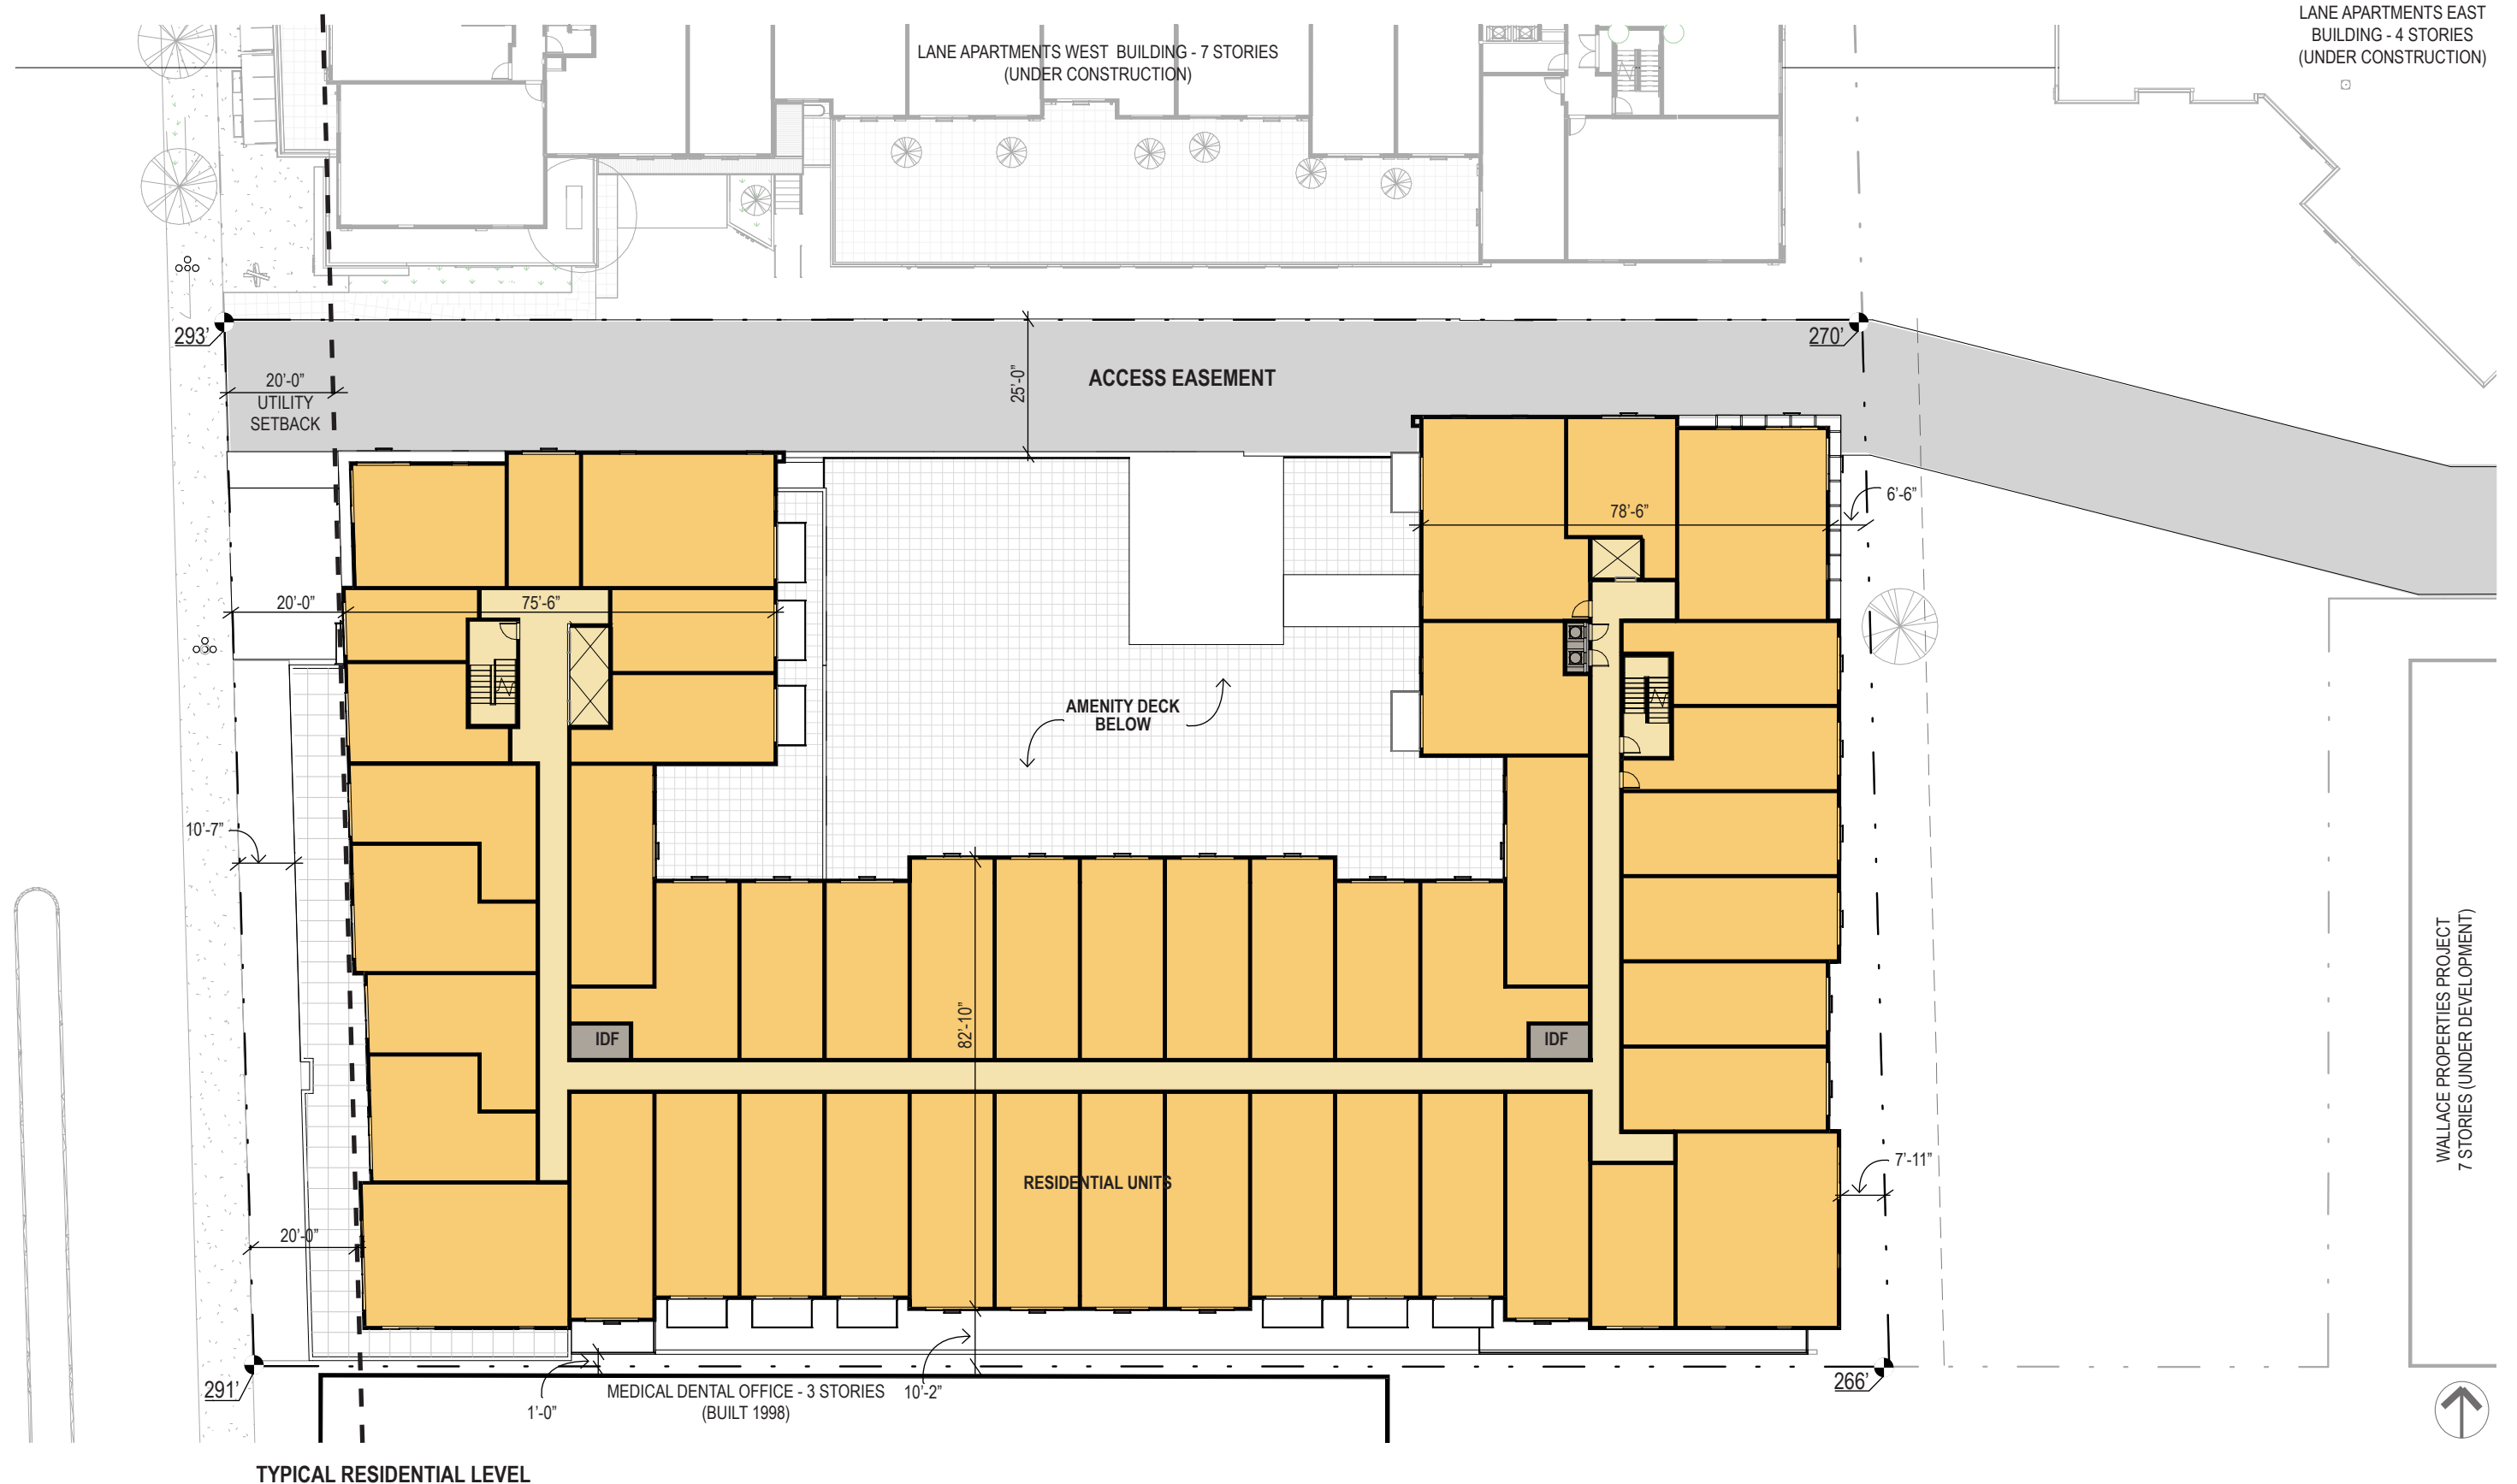 LANE APARTMENTS EAST
BUILDING - 4 STORIES
(UNDER CONSTRUCTION)
LANE APARTMENTS WEST BUILDING - 7 STORIES
(UNDER CONSTRUCTION)
293'
270'
20'-0"
UTILITY
SETBACK
25'-0"
ACCESS EASEMENT
6'-6"
78'-6"
20'-0"
75'-6"
AMENITY DECK
BELOW
10'-7"
82'-10"
IDF
IDF
WALLACE PROPERTIES PROJECT
7 STORIES (UNDER DEVELOPMENT)
7'-11"
RESIDENTIAL UNITS
20'-0"
291'
266'
1'-0"
MEDICAL DENTAL OFFICE - 3 STORIES
(BUILT 1998)
10'-2"
TYPICAL RESIDENTIAL LEVEL